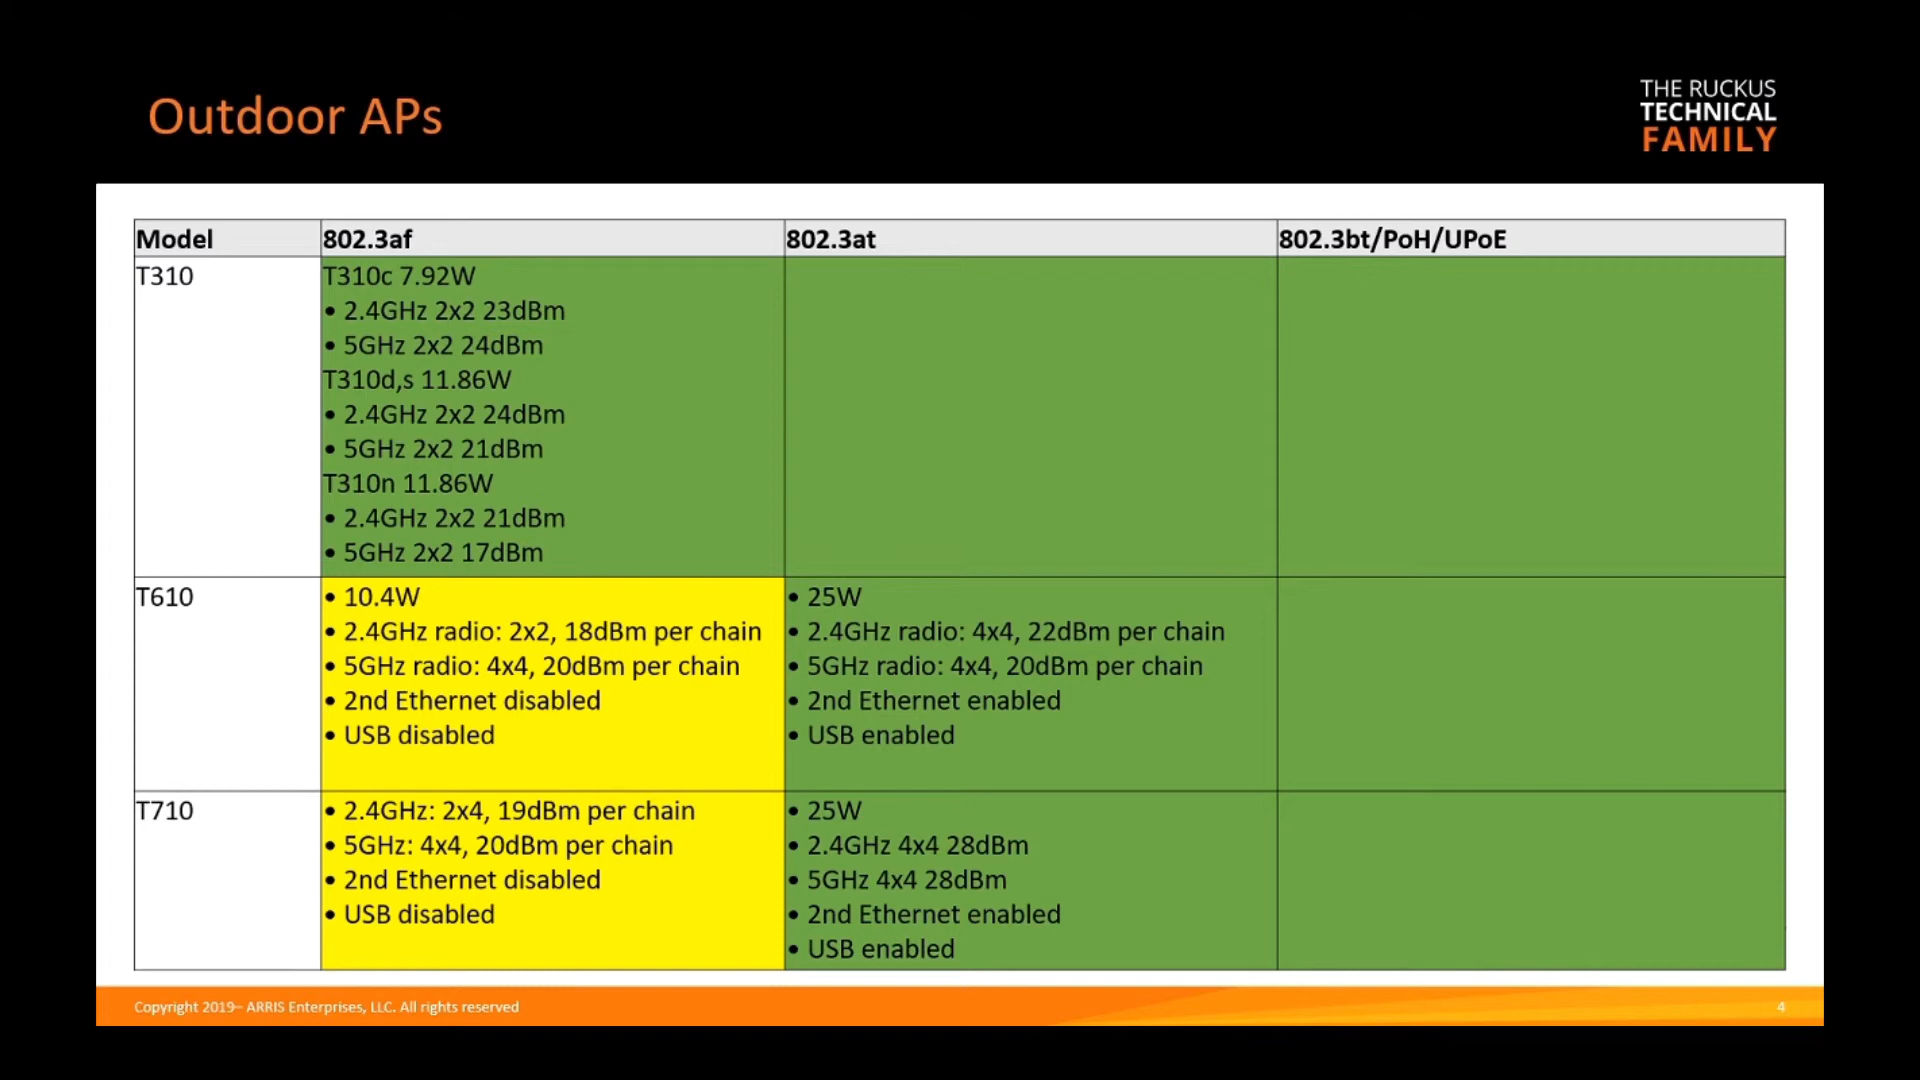 Outdoor APs
THE RUCKUS
TECHNICAL
FAMILY
Model 802.3af 802.3at 802.3bt/PoH/UPoE
T310
T310c 7.92W
• 2.4GHz 2x2 23dBm
• 5GHz 2x2 24dBm
T310d,s 11.86W
• 2.4GHz 2x2 24dBm
• 5GHz 2x2 21dBm
T310n 11.86W
• 2.4GHz 2x2 21dBm
• 5GHz 2x2 17dBm
T610
• 10.4W
• 2.4GHz radio: 2x2, 18dBm per chain
• 5GHz radio: 4x4, 20dBm per chain
• 2nd Ethernet disabled
• USB disabled
• 25W
• 2.4GHz radio: 4x4, 22dBm per chain
• 5GHz radio: 4x4, 20dBm per chain
• 2nd Ethernet enabled
• USB enabled
T710
• 2.4GHz: 2x4, 19dBm per chain
• 5GHz: 4x4, 20dBm per chain
• 2nd Ethernet disabled
• USB disabled
• 25W
• 2.4GHz 4x4 28dBm
• 5GHz 4x4 28dBm
• 2nd Ethernet enabled
• USB enabled
Copyright 2019– ARRIS Enterprises, LLC. All rights reserved
4